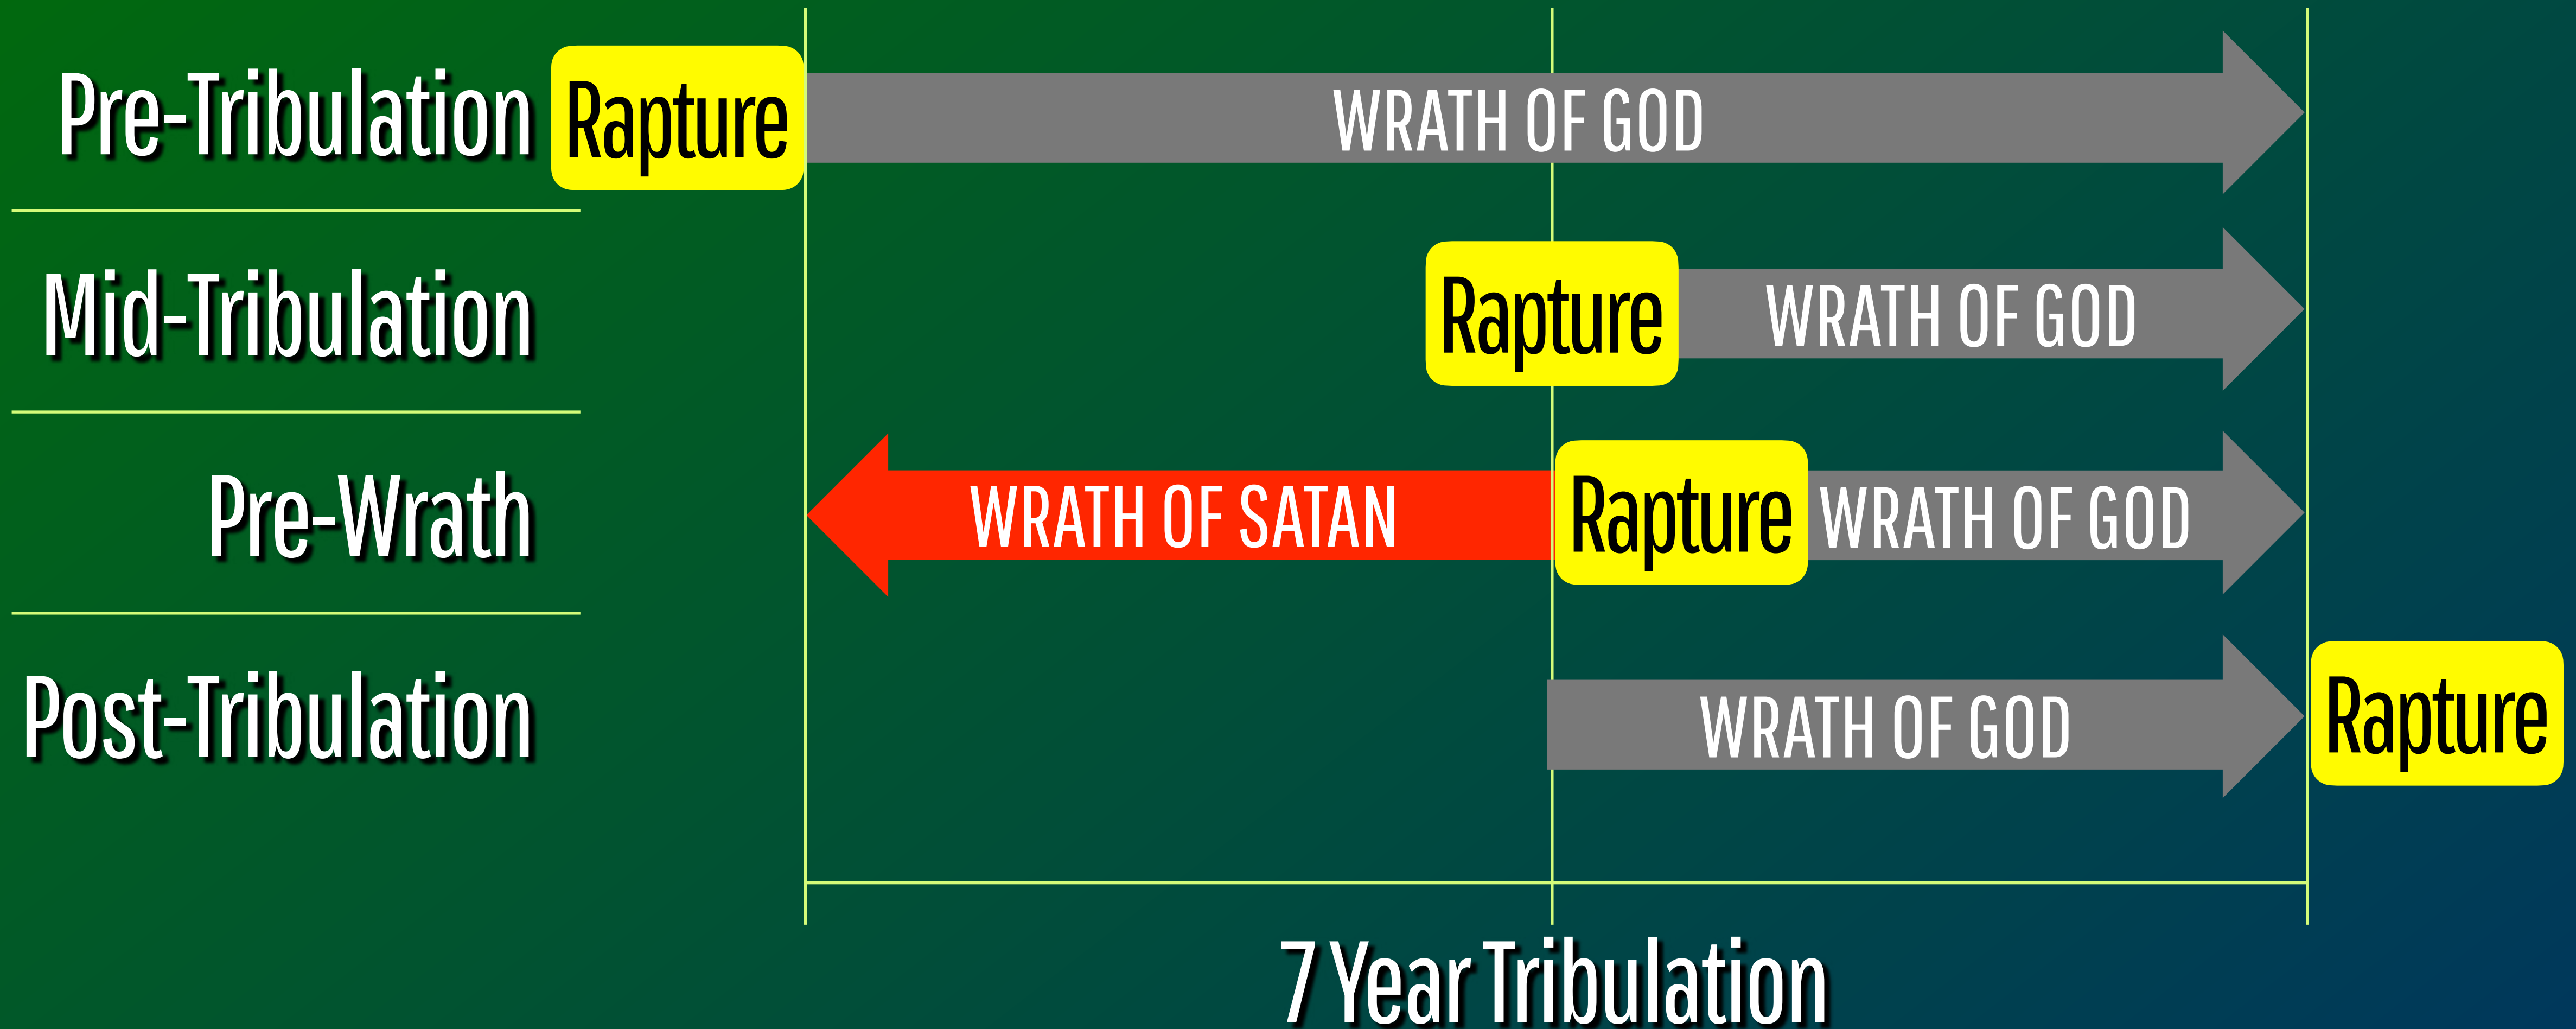 Pre-Tribulation Rapture WRATH OF GOD
Mid-Tribulation Rapture WRATH OF GOD
Pre-Wrath WRATH OF SATAN Rapture WRATH OF GOD
Post-Tribulation WRATH OF GOD Rapture
7 Year Tribulation